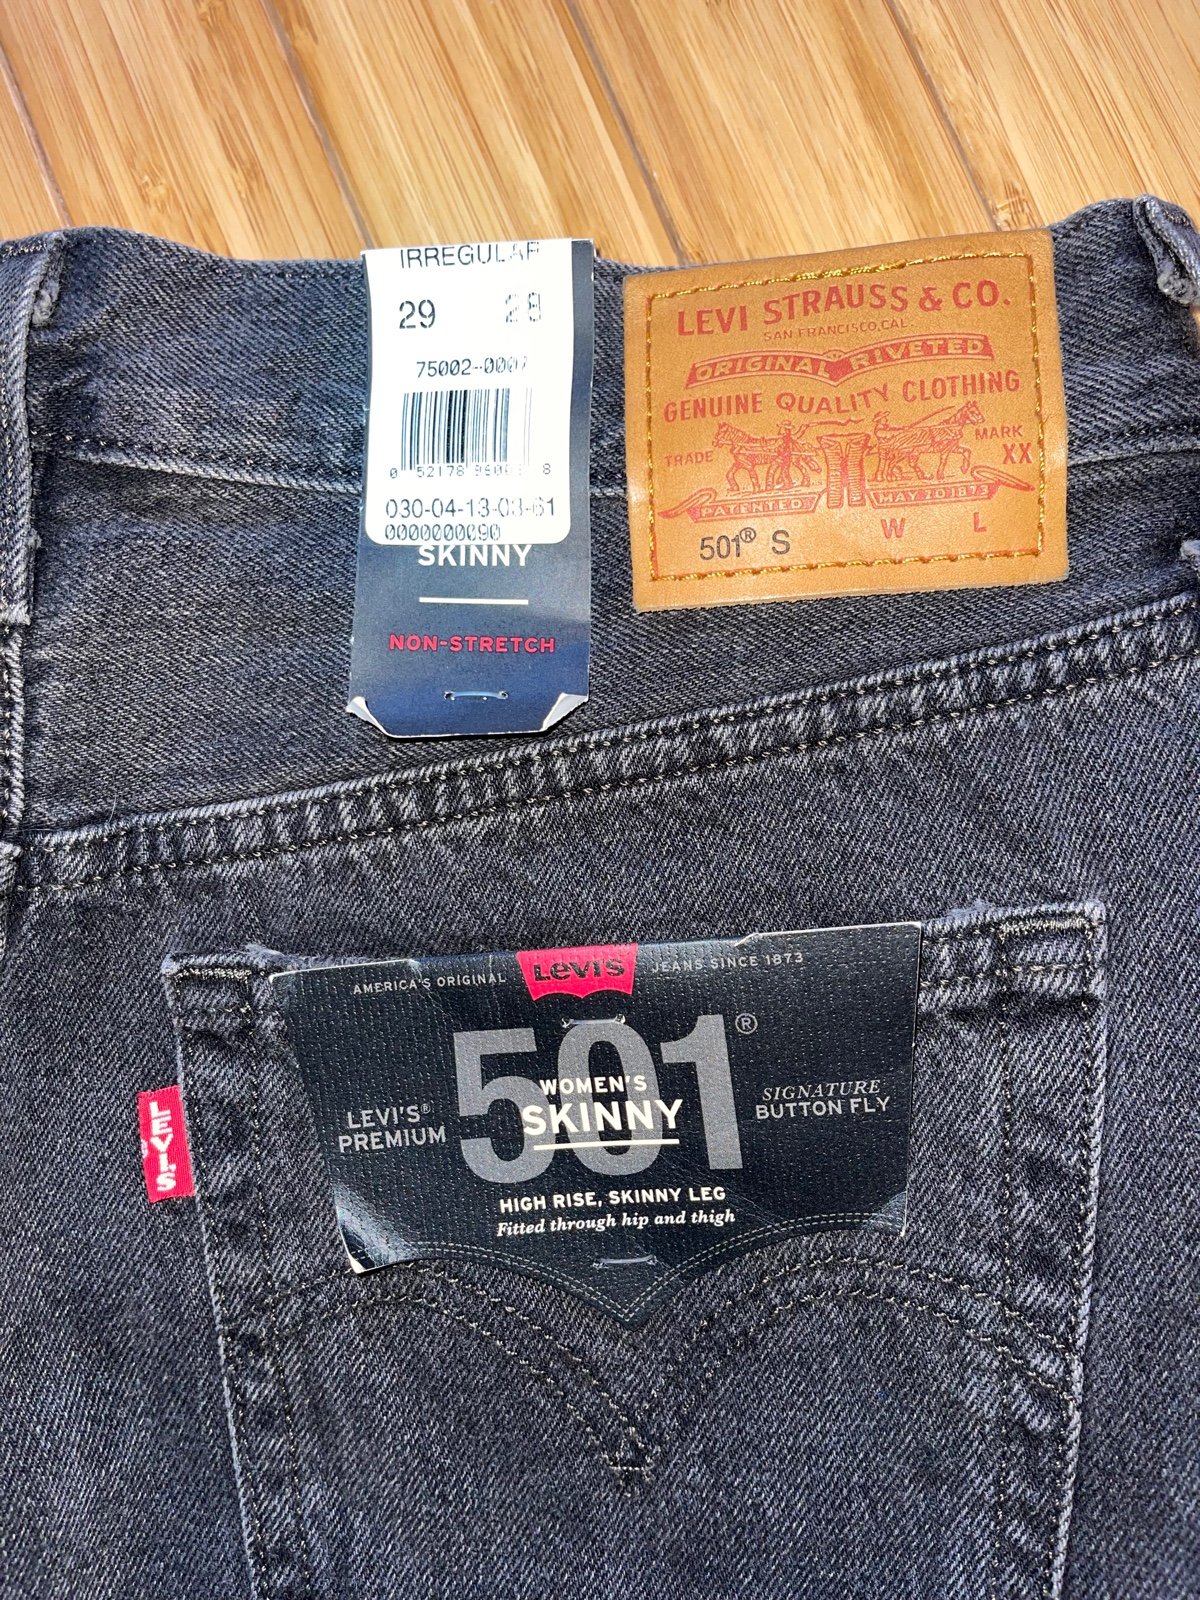 IRREGULAR
29 28
75002-0007
0 52178 8
030-04-13-03-61
0000000090
SKINNY
NON-STRETCH
LEVI STRAUSS & CO.
SAN FRANCISCO, CAL.
ORIGINAL RIVETED
GENUINE QUALITY CLOTHING
TRADE MARK
XX
PATENTED MAY 20 1873
501® S W L
AMERICA'S ORIGINAL Levi's JEANS SINCE 1873
501®
LEVI'S®
PREMIUM
WOMEN'S
SKINNY
SIGNATURE
BUTTON FLY
HIGH RISE, SKINNY LEG
Fitted through hip and thigh
LEVI'S